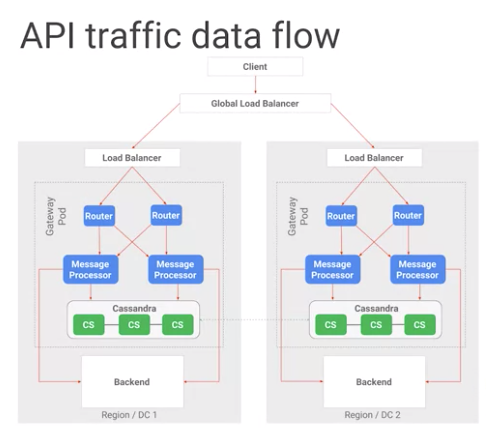 API traffic data flow
Client
Global Load Balancer
Load Balancer
Gateway
Pod
Router
Router
Message
Processor
Message
Processor
Cassandra
CS
CS
CS
Backend
Region / DC 1
Load Balancer
Gateway
Pod
Router
Router
Message
Processor
Message
Processor
Cassandra
CS
CS
CS
Backend
Region / DC 2